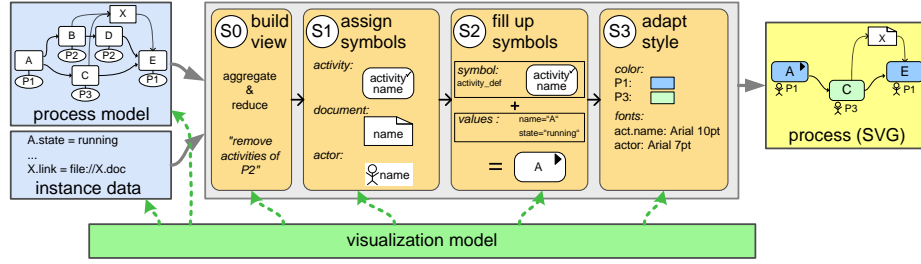 X
B
D
A
P2
P2
E
P1
C
P1
P3
process model
A.state = running
...
X.link = file://X.doc
instance data
S0 build
view
aggregate
&
reduce
"remove
activities of
P2"
S1 assign
symbols
activity:
activity
name
document:
name
actor:
name
S2 fill up
symbols
symbol:
activity_def
activity
name
+
values :
name="A"
state="running"
=
A
S3 adapt
style
color:
P1:
P3:
fonts:
act.name: Arial 10pt
actor: Arial 7pt
X
A
E
P1
C
P1
P3
process (SVG)
visualization model